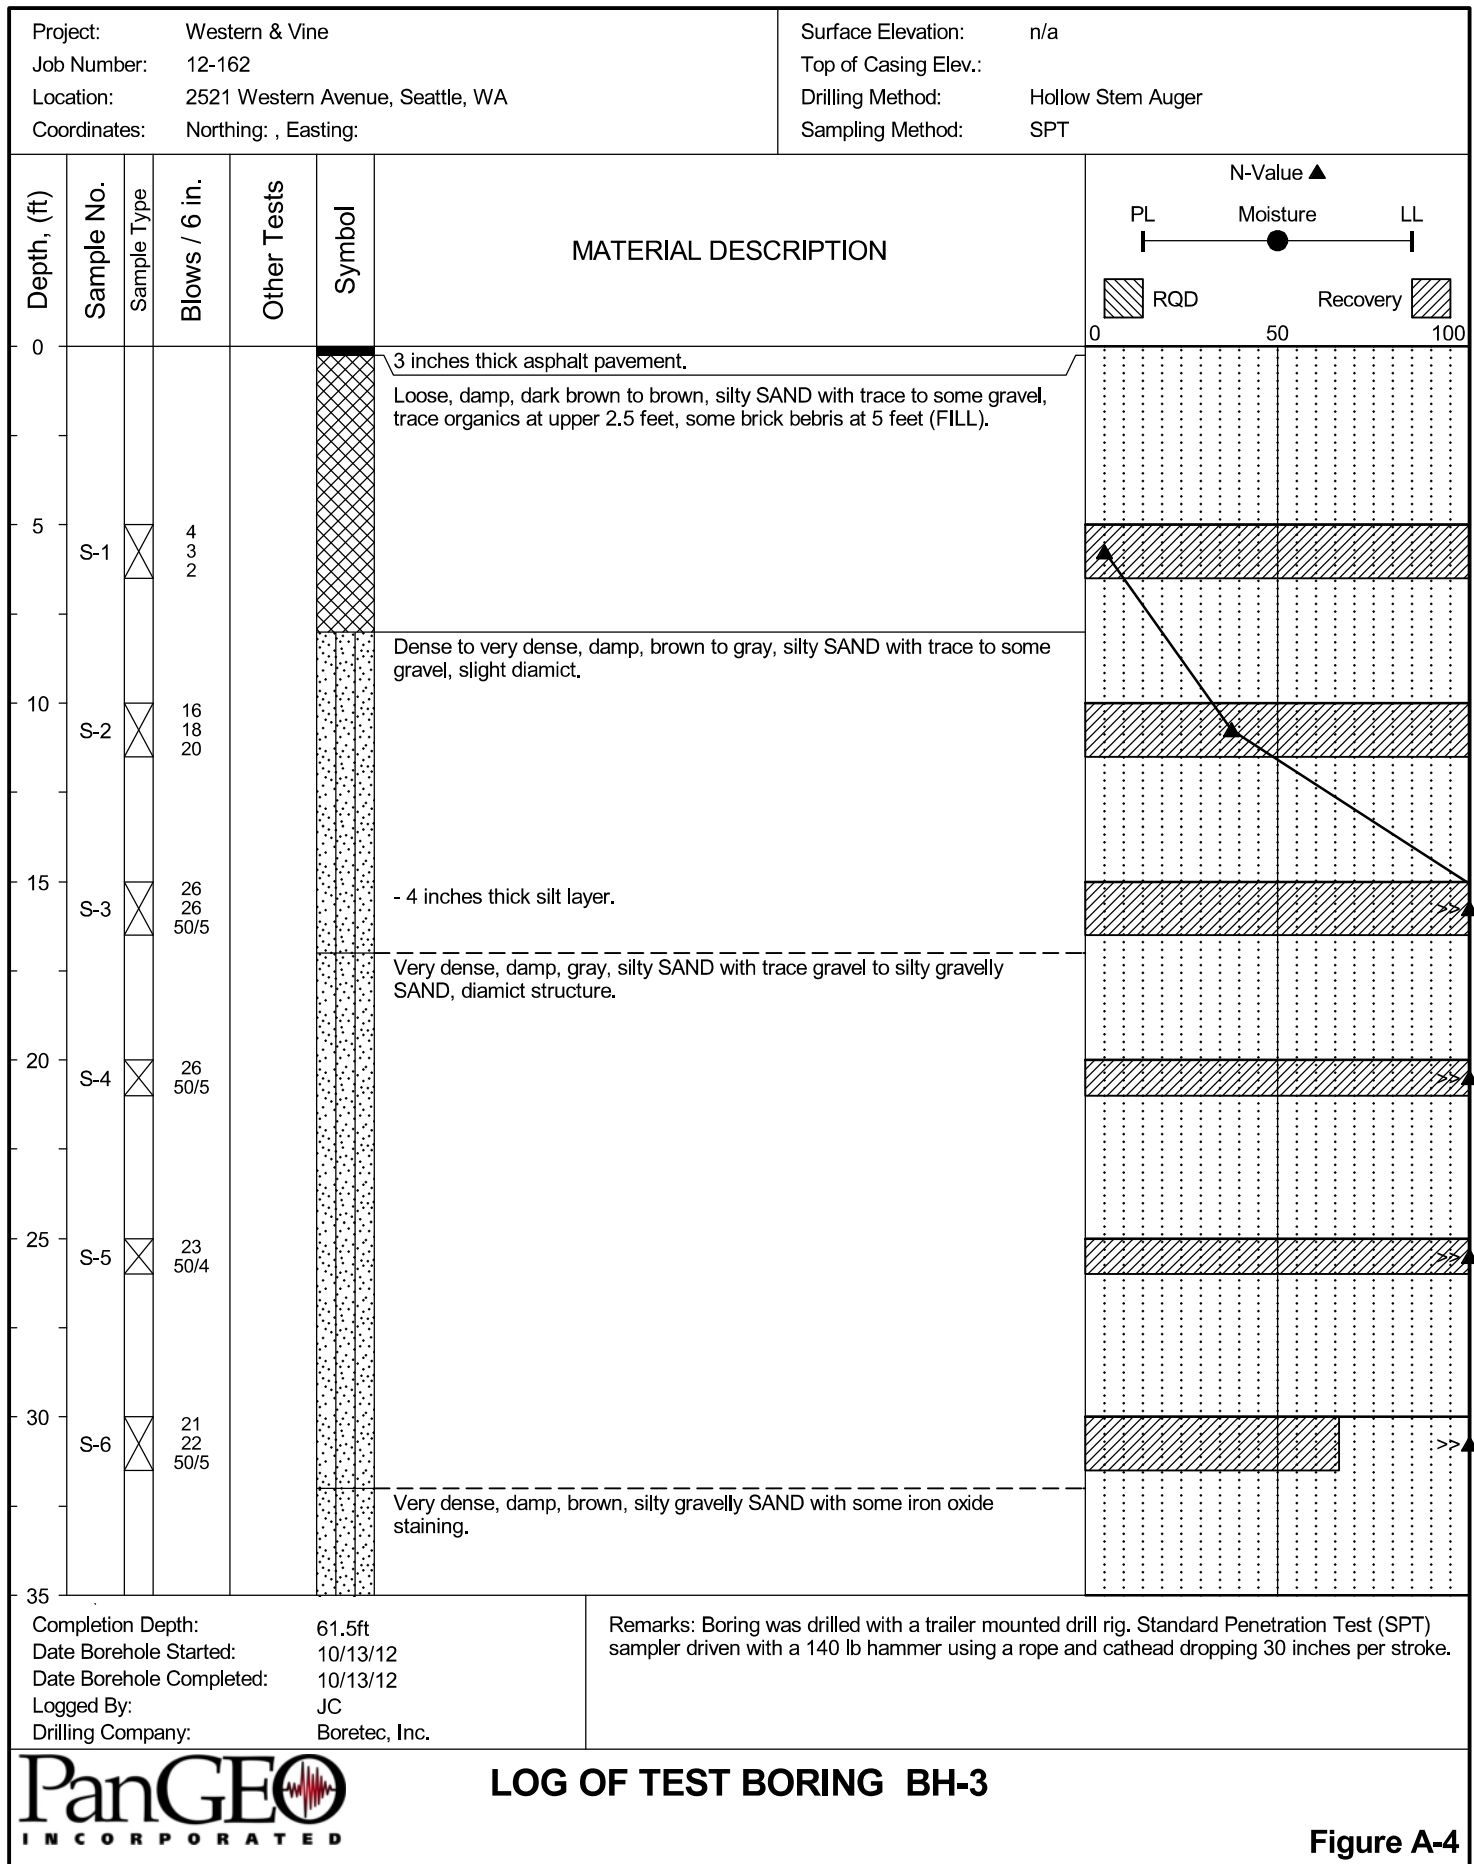 Project: Western & Vine
Job Number: 12-162
Location: 2521 Western Avenue, Seattle, WA
Coordinates: Northing: , Easting:
Surface Elevation: n/a
Top of Casing Elev.:
Drilling Method: Hollow Stem Auger
Sampling Method: SPT
Depth, (ft)
Sample No.
Sample Type
Blows / 6 in.
Other Tests
Symbol
MATERIAL DESCRIPTION
N-Value ▲
PL Moisture LL
RQD Recovery
0 50 100
0
3 inches thick asphalt pavement.
Loose, damp, dark brown to brown, silty SAND with trace to some gravel,
trace organics at upper 2.5 feet, some brick bebris at 5 feet (FILL).
5
S-1
4
3
2
Dense to very dense, damp, brown to gray, silty SAND with trace to some
gravel, slight diamict.
10
S-2
16
18
20
15
S-3
26
26
50/5
- 4 inches thick silt layer.
>>
Very dense, damp, gray, silty SAND with trace gravel to silty gravelly
SAND, diamict structure.
20
S-4
26
50/5
>>
25
S-5
23
50/4
>>
30
S-6
21
22
50/5
>>
Very dense, damp, brown, silty gravelly SAND with some iron oxide
staining.
35
Completion Depth: 61.5ft
Date Borehole Started: 10/13/12
Date Borehole Completed: 10/13/12
Logged By: JC
Drilling Company: Boretec, Inc.
Remarks: Boring was drilled with a trailer mounted drill rig. Standard Penetration Test (SPT)
sampler driven with a 140 lb hammer using a rope and cathead dropping 30 inches per stroke.
PanGEO
INCORPORATED
LOG OF TEST BORING BH-3
Figure A-4